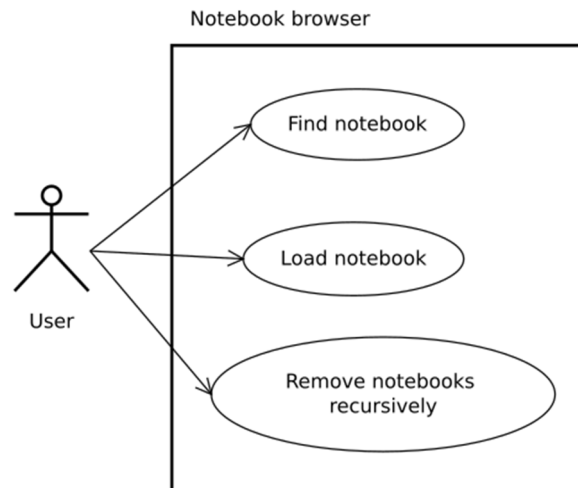 Notebook browser
Find notebook
Load notebook
User
Remove notebooks
recursively